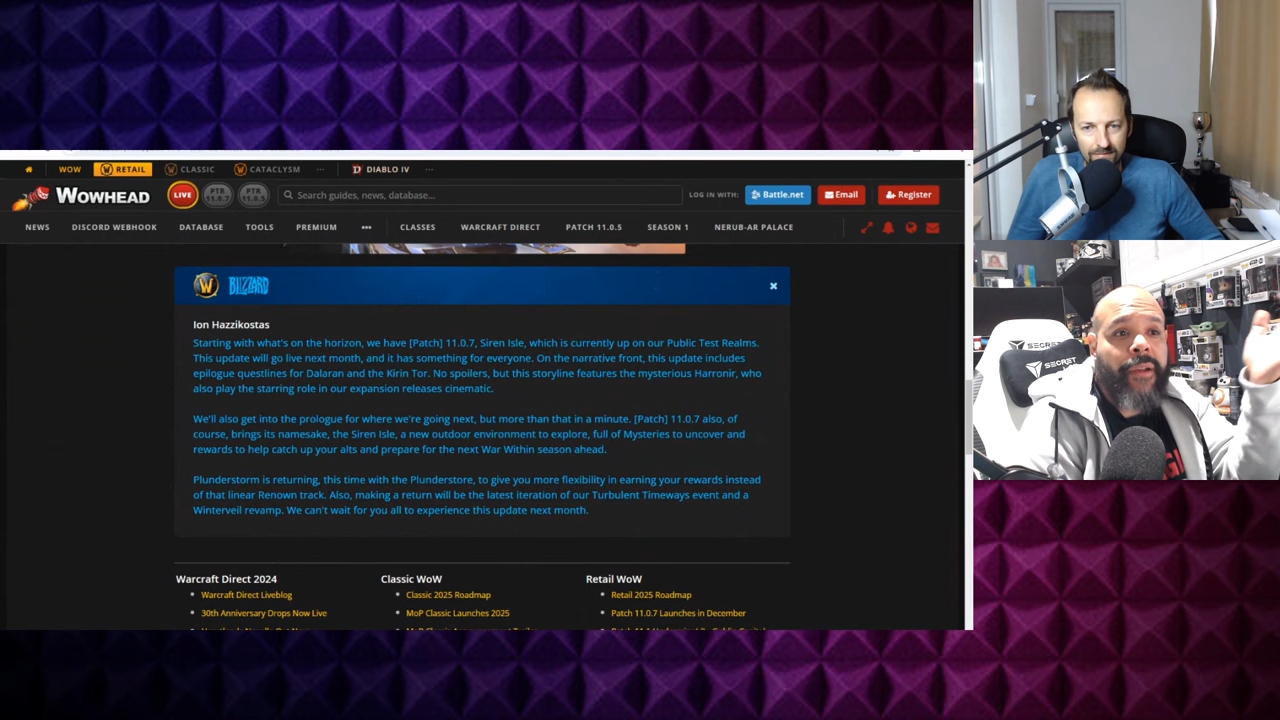 WOW
RETAIL
CLASSIC
CATACLYSM
DIABLO IV
WOWHEAD
LIVE
PTR
11.0.7
PTR
11.0.5
Search guides, news, database...
LOG IN WITH:
Battle.net
Email
Register
NEWS
DISCORD WEBHOOK
DATABASE
TOOLS
PREMIUM
CLASSES
WARCRAFT DIRECT
PATCH 11.0.5
SEASON 1
NERUB-AR PALACE
BLIZZARD
Ion Hazzikostas
Starting with what's on the horizon, we have [Patch] 11.0.7, Siren Isle, which is currently up on our Public Test Realms.
This update will go live next month, and it has something for everyone. On the narrative front, this update includes
epilogue questlines for Dalaran and the Kirin Tor. No spoilers, but this storyline features the mysterious Harronir, who
also play the starring role in our expansion releases cinematic.
We'll also get into the prologue for where we're going next, but more than that in a minute. [Patch] 11.0.7 also, of
course, brings its namesake, the Siren Isle, a new outdoor environment to explore, full of Mysteries to uncover and
rewards to help catch up your alts and prepare for the next War Within season ahead.
Plunderstorm is returning, this time with the Plunderstore, to give you more flexibility in earning your rewards instead
of that linear Renown track. Also, making a return will be the latest iteration of our Turbulent Timeways event and a
Winterveil revamp. We can't wait for you all to experience this update next month.
Warcraft Direct 2024
Warcraft Direct Liveblog
30th Anniversary Drops Now Live
Classic WoW
Classic 2025 Roadmap
MoP Classic Launches 2025
Retail WoW
Retail 2025 Roadmap
Patch 11.0.7 Launches in December
SECRET
SECRET